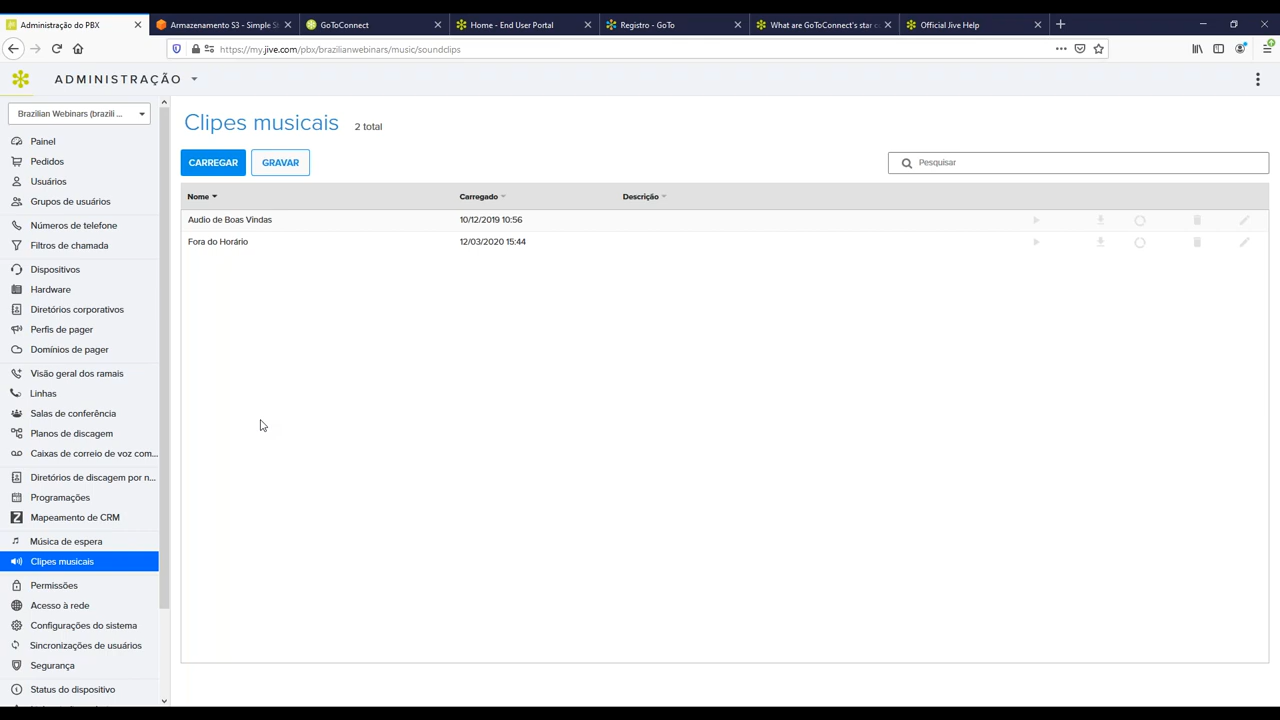 Administração do PBX
Armazenamento S3 - Simple S
GoToConnect
Home - End User Portal
Registro - GoTo
What are GoToConnect's star c
Official Jive Help
https://my.jive.com/pbx/brazilianwebinars/music/soundclips
ADMINISTRAÇÃO
Brazilian Webinars (brazili ...
Painel
Pedidos
Usuários
Grupos de usuários
Números de telefone
Filtros de chamada
Dispositivos
Hardware
Diretórios corporativos
Perfis de pager
Domínios de pager
Visão geral dos ramais
Linhas
Salas de conferência
Planos de discagem
Caixas de correio de voz com...
Diretórios de discagem por n...
Programações
Mapeamento de CRM
Música de espera
Clipes musicais
Permissões
Acesso à rede
Configurações do sistema
Sincronizações de usuários
Segurança
Status do dispositivo
Clipes musicais 2 total
CARREGAR GRAVAR
Pesquisar
Nome Carregado Descrição
Audio de Boas Vindas 10/12/2019 10:56
Fora do Horário 12/03/2020 15:44